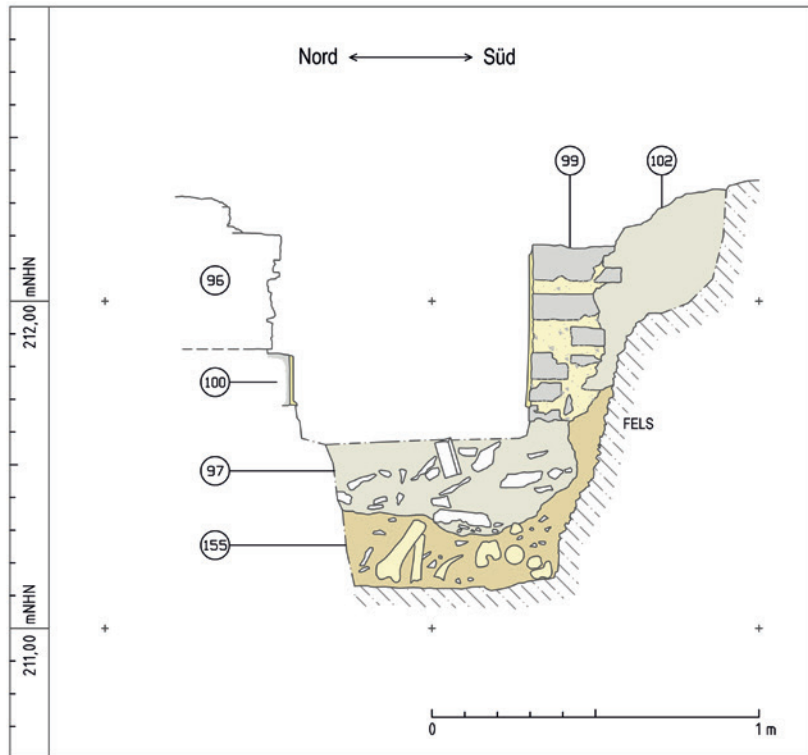 Nord Süd
99 102
96
212,00 mNHN
100
FELS
97
155
211,00 mNHN
0 1 m